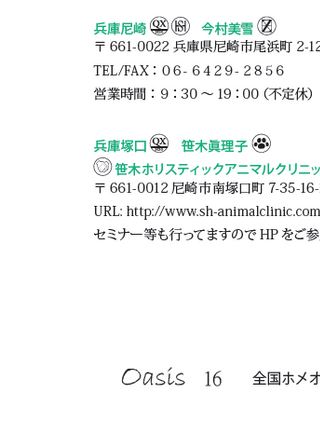 兵庫尼崎 QX 今村美雪
〒661-0022 兵庫県尼崎市尾浜町 2-12
TEL/FAX：０６- ６４２９- ２８５６
営業時間：９：30 〜 19：00（不定休）
兵庫塚口 QX 笹木眞理子
笹木ホリスティックアニマルクリニッ
〒661-0012 尼崎市南塚口町 7-35-16-
URL: http://www.sh-animalclinic.com
セミナー等も行ってますので HP をご参
Oasis 16 全国ホメオ